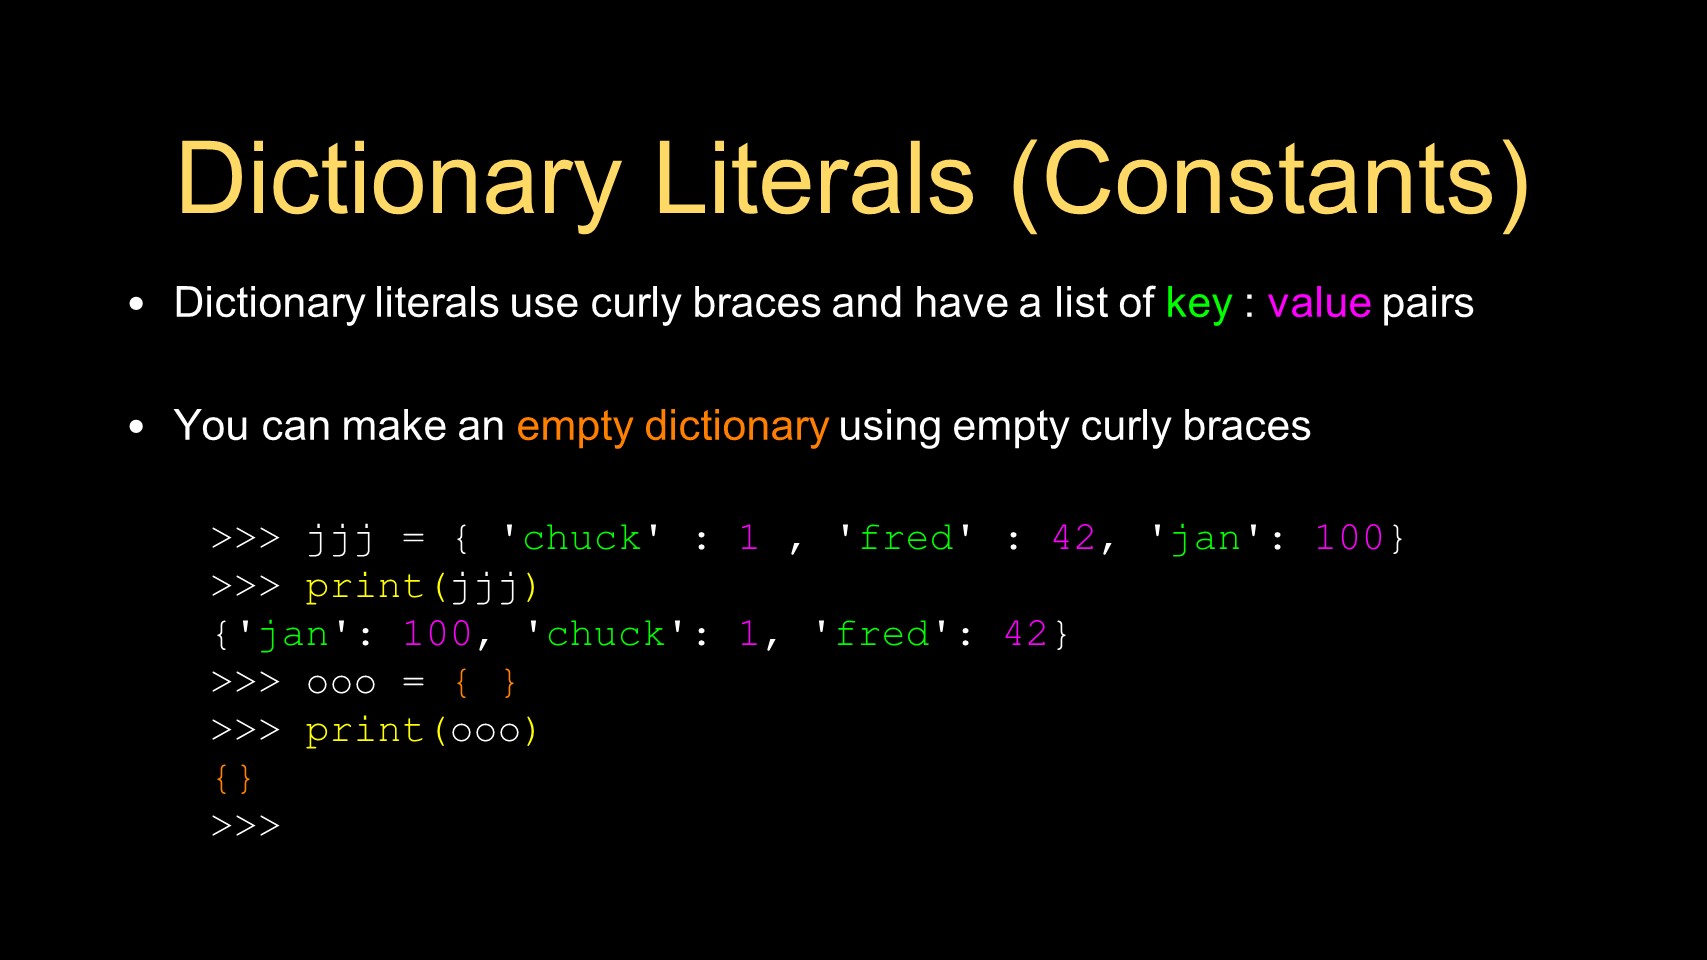 Dictionary Literals (Constants)
• Dictionary literals use curly braces and have a list of key : value pairs
• You can make an empty dictionary using empty curly braces
>>> jjj = { 'chuck' : 1 , 'fred' : 42, 'jan': 100}
>>> print(jjj)
{'jan': 100, 'chuck': 1, 'fred': 42}
>>> ooo = { }
>>> print(ooo)
{}
>>>